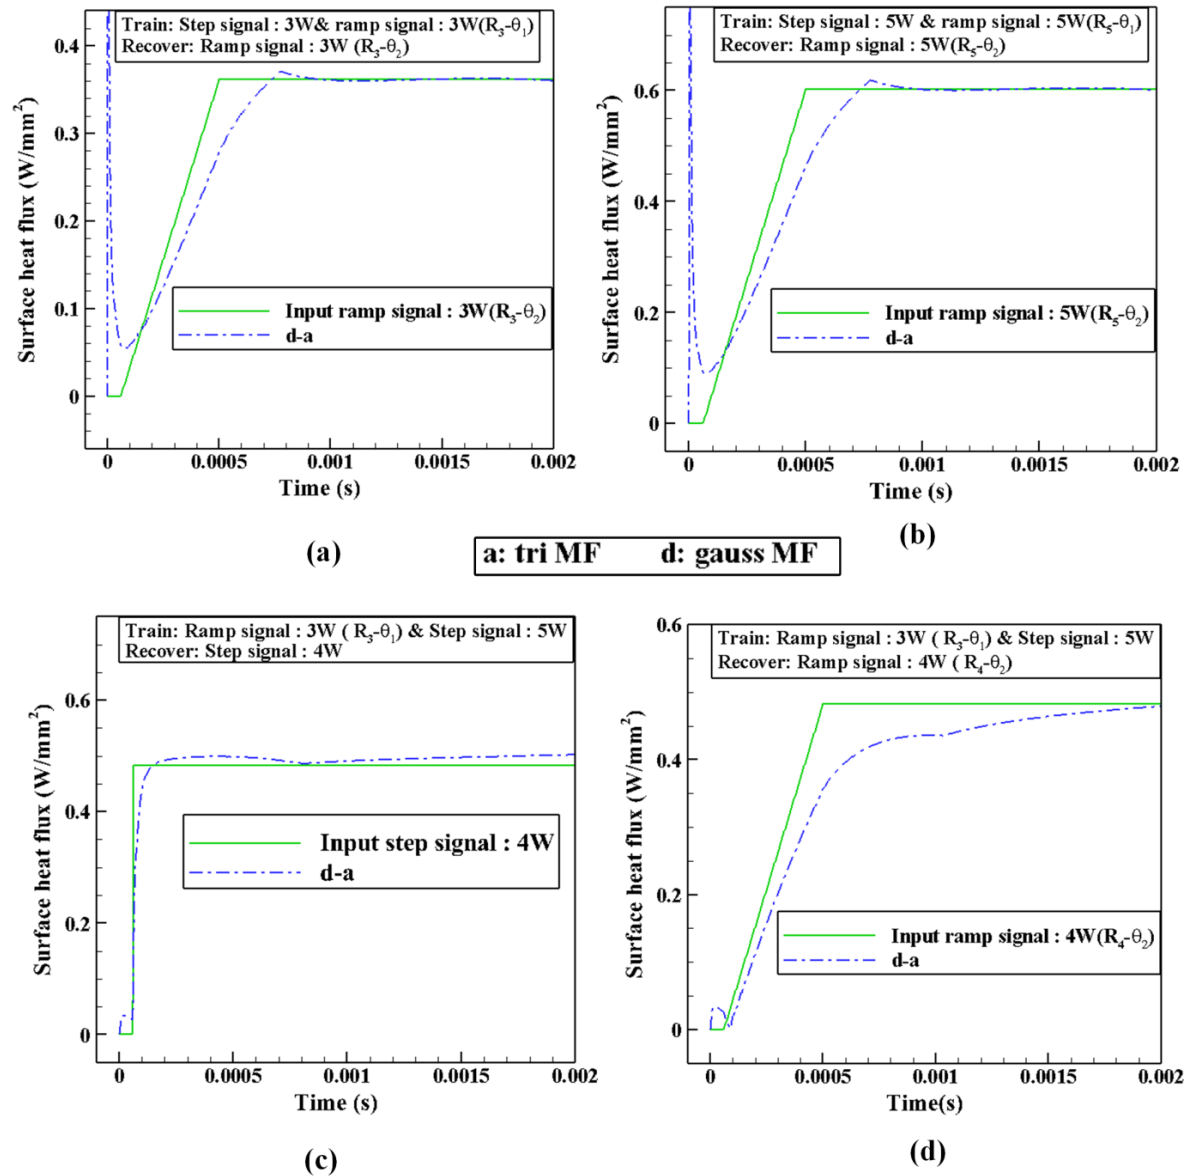 Train: Step signal : 3W& ramp signal : 3W(R₃-θ₁)
Recover: Ramp signal : 3W (R₃-θ₂)
0.4
0.3
0.2
0.1
0
Surface heat flux (W/mm²)
Input ramp signal : 3W(R₃-θ₂)
d-a
0
0.0005
0.001
0.0015
0.002
Time (s)
(a)
Train: Step signal : 5W & ramp signal : 5W(R₅-θ₁)
Recover: Ramp signal : 5W(R₅-θ₂)
0.6
0.4
0.2
0
Surface heat flux (W/mm²)
Input ramp signal : 5W(R₅-θ₂)
d-a
0
0.0005
0.001
0.0015
0.002
Time (s)
(b)
a: tri MF d: gauss MF
Train: Ramp signal : 3W ( R₃-θ₁) & Step signal : 5W
Recover: Step signal : 4W
0.6
0.4
0.2
0
Surface heat flux (W/mm²)
Input step signal : 4W
d-a
0
0.0005
0.001
0.0015
0.002
Time (s)
(c)
Train: Ramp signal : 3W ( R₃-θ₁) & Step signal : 5W
Recover: Ramp signal : 4W ( R₄-θ₂)
0.6
0.4
0.2
0
Surface heat flux (W/mm²)
Input ramp signal : 4W(R₄-θ₂)
d-a
0
0.0005
0.001
0.0015
0.002
Time(s)
(d)